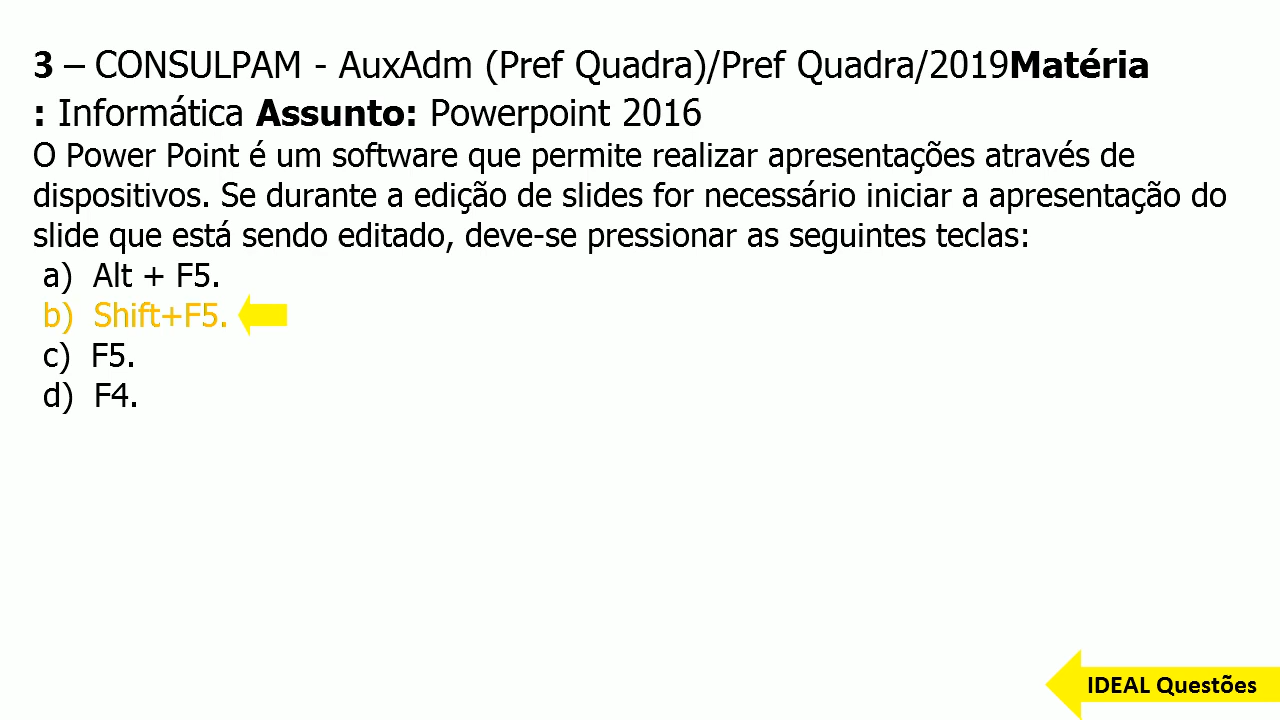 3 – CONSULPAM - AuxAdm (Pref Quadra)/Pref Quadra/2019Matéria
: Informática Assunto: Powerpoint 2016
O Power Point é um software que permite realizar apresentações através de
dispositivos. Se durante a edição de slides for necessário iniciar a apresentação do
slide que está sendo editado, deve-se pressionar as seguintes teclas:
a) Alt + F5.
b) Shift+F5.
c) F5.
d) F4.
IDEAL Questões